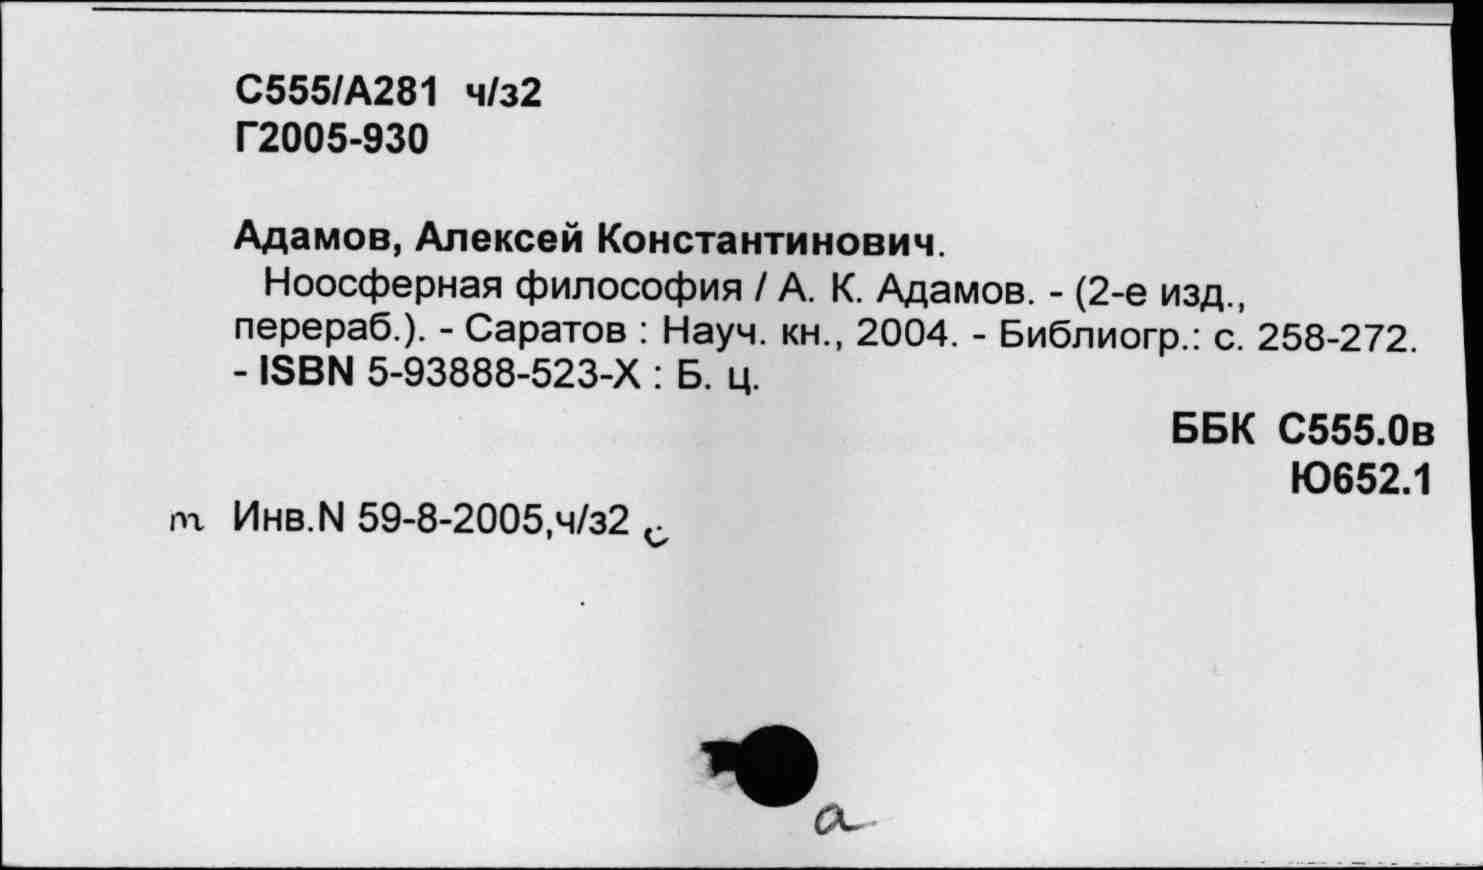 С555/А281 ч/з2
Г2005-930
Адамов, Алексей Константинович.
Ноосферная философия / А. К. Адамов. - (2-е изд.,
перераб.). - Саратов : Науч. кн., 2004. - Библиогр.: с. 258-272.
- ISBN 5-93888-523-X : Б. ц.
ББК С555.0в
Ю652.1
т Инв.N 59-8-2005,ч/з2 с
а